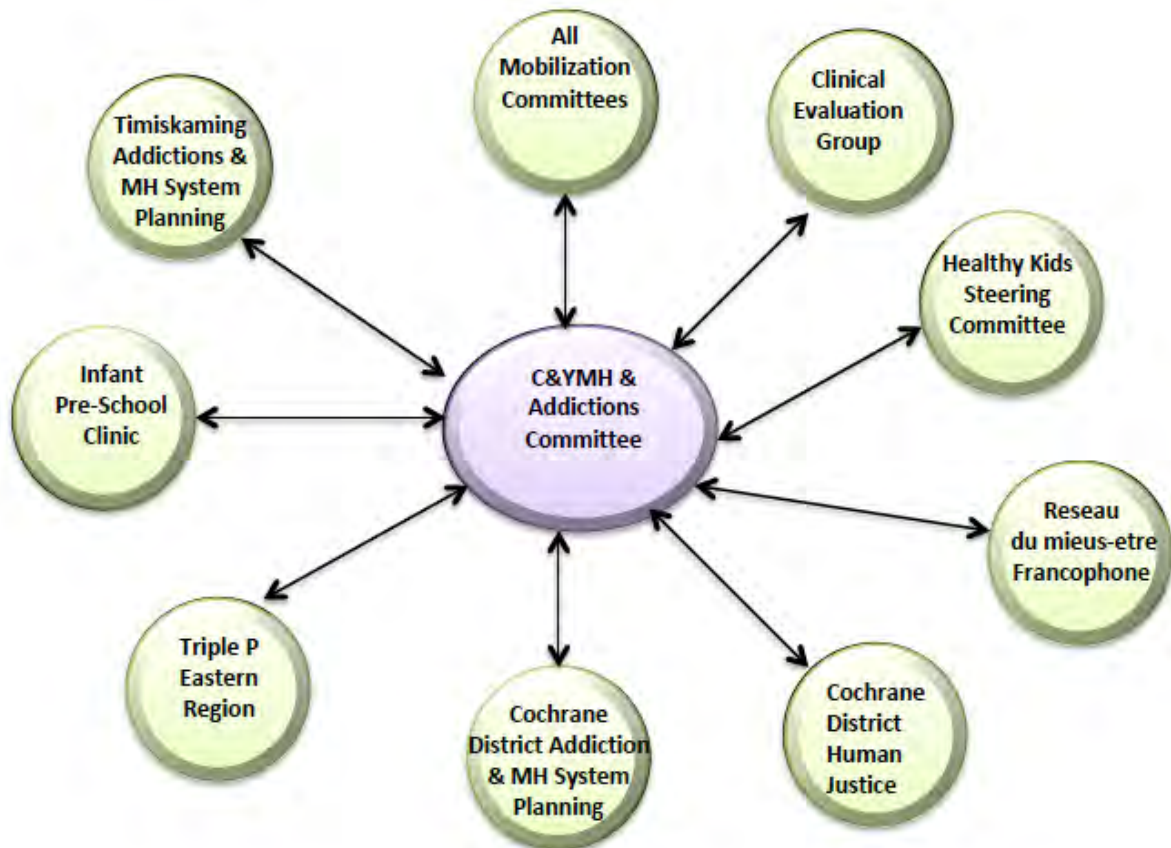 All
Mobilization
Committees
Clinical
Evaluation
Group
Timiskaming
Addictions &
MH System
Planning
Healthy Kids
Steering
Committee
Infant
Pre-School
Clinic
C&YMH &
Addictions
Committee
Reseau
du mieus-etre
Francophone
Triple P
Eastern
Region
Cochrane
District Addiction
& MH System
Planning
Cochrane
District
Human
Justice